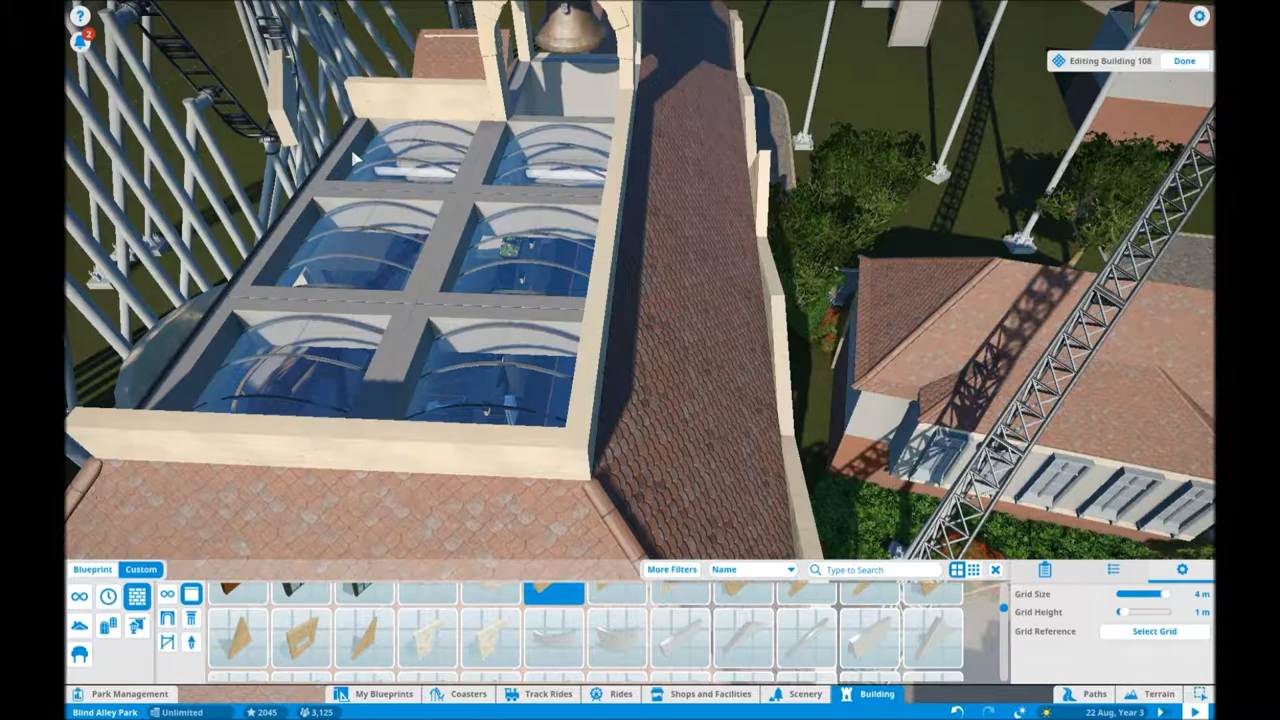 ?
2
Editing Building 108 Done
Blueprint Custom More Filters Name Type to Search
Grid Size 4 m
Grid Height 1 m
Grid Reference Select Grid
Park Management My Blueprints Coasters Track Rides Rides Shops and Facilities Scenery Building Paths Terrain
Blind Alley Park Unlimited 2045 3,125 22 Aug, Year 3